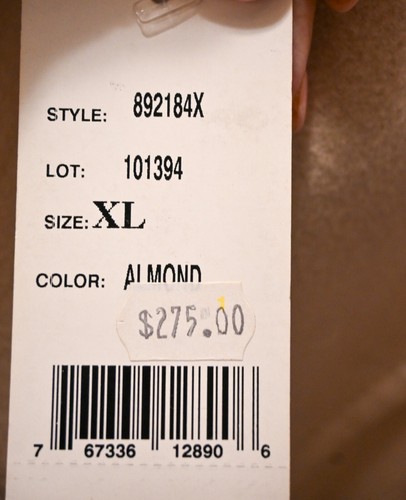 STYLE: 892184X
LOT: 101394
SIZE: XL
COLOR: ALMOND
$275.00
7 67336 12890 6